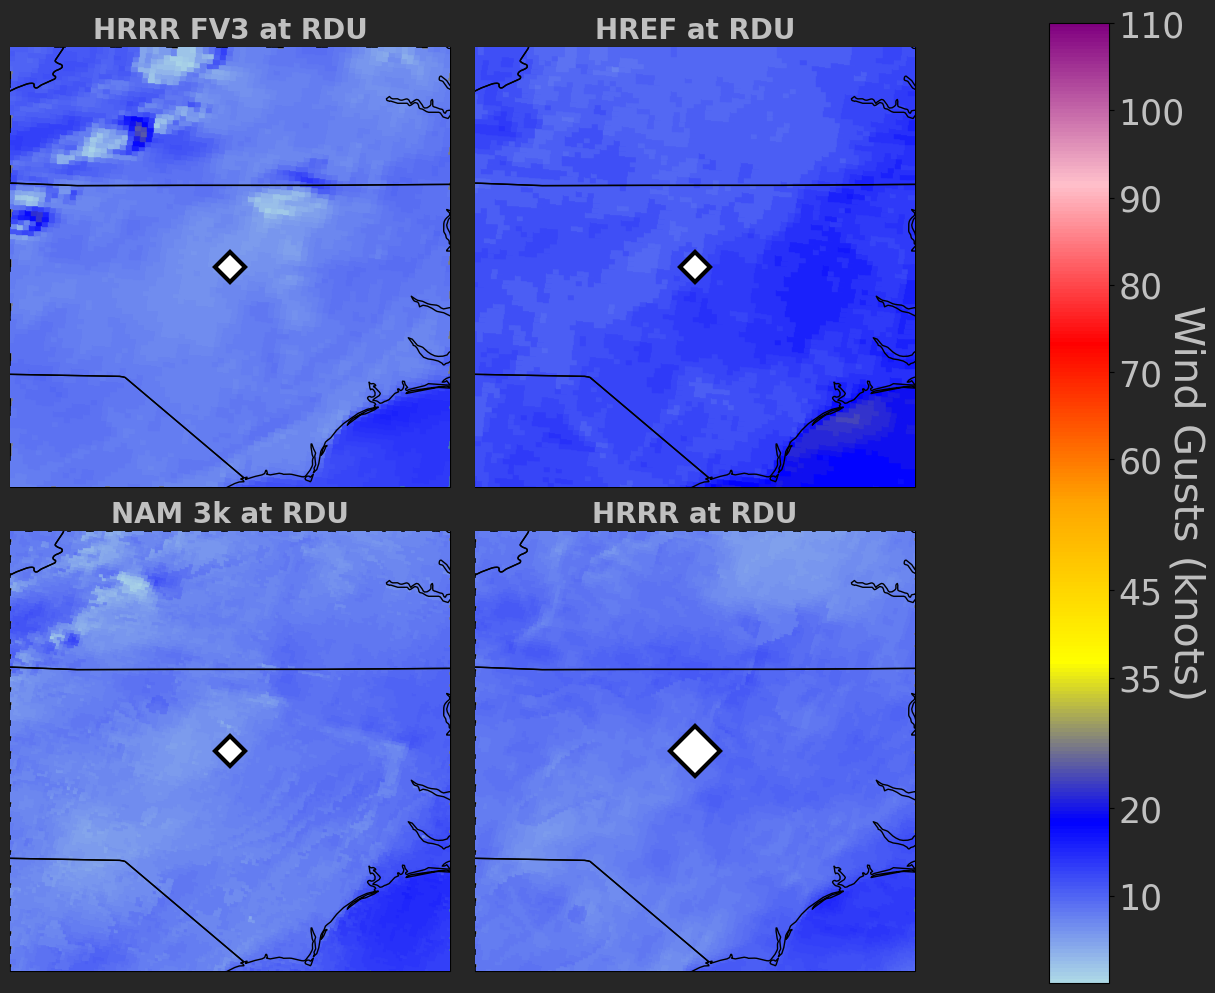 HRRR FV3 at RDU
HREF at RDU
NAM 3k at RDU
HRRR at RDU
110
100
90
80
70
60
45
35
20
10
Wind Gusts (knots)